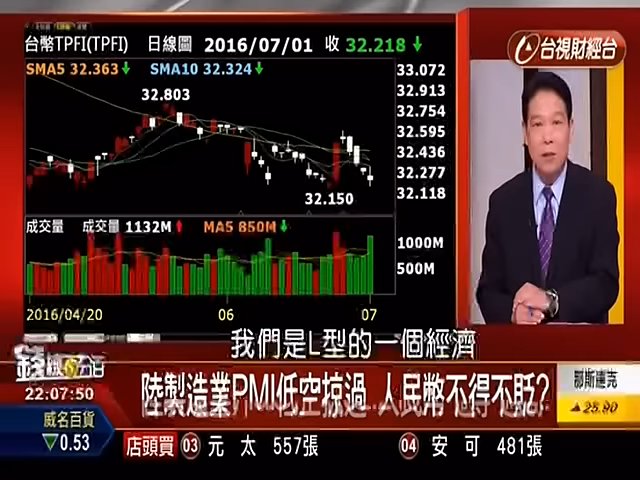 台幣TPFI(TPFI) 日線圖 2016/07/01 收 32.218↓
SMA5 32.363↓ SMA10 32.324↓
33.072
32.913
32.803
32.754
32.595
32.436
32.277
32.150
32.118
成交量 成交量 1132M↑ MA5 850M↓
1000M
500M
2016/04/20 06 07
台視財經台
我們是L型的一個經濟
錢線百分百
22:07:50
陸製造業PMI低空掠過 人民幣不得不貶?
那斯達克
▲25.90
威名百貨
▽0.53
店頭買 03 元太 557張 04 安可 481張